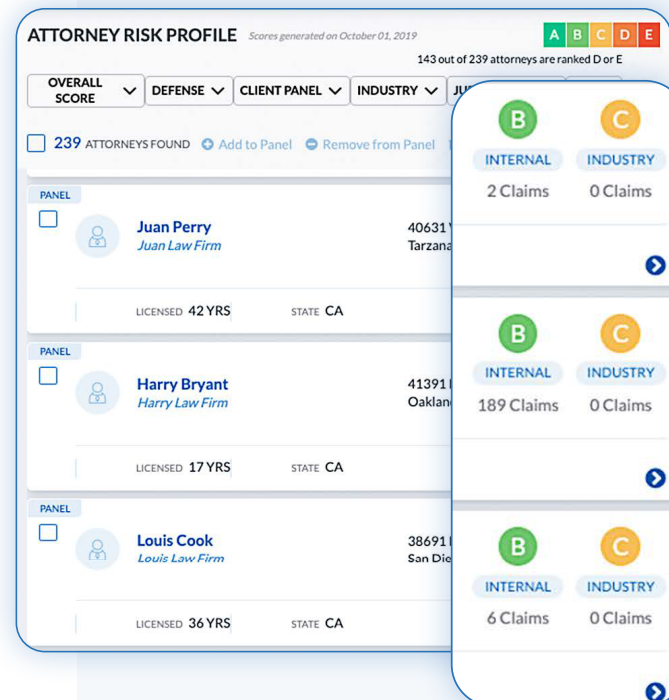 ATTORNEY RISK PROFILE Scores generated on October 01, 2019
A B C D E
143 out of 239 attorneys are ranked D or E
OVERALL SCORE DEFENSE CLIENT PANEL INDUSTRY
239 ATTORNEYS FOUND Add to Panel Remove from Panel
PANEL
Juan Perry
Juan Law Firm
40631
Tarzana
LICENSED 42 YRS STATE CA
PANEL
Harry Bryant
Harry Law Firm
41391
LICENSED 17 YRS STATE CA
PANEL
Louis Cook
Louis Law Firm
38691
San
LICENSED 36 YRS STATE CA
B C
INTERNAL INDUSTRY
2 Claims 0 Claims
B C
INTERNAL INDUSTRY
189 Claims 0 Claims
B C
INTERNAL INDUSTRY
6 Claims 0 Claims